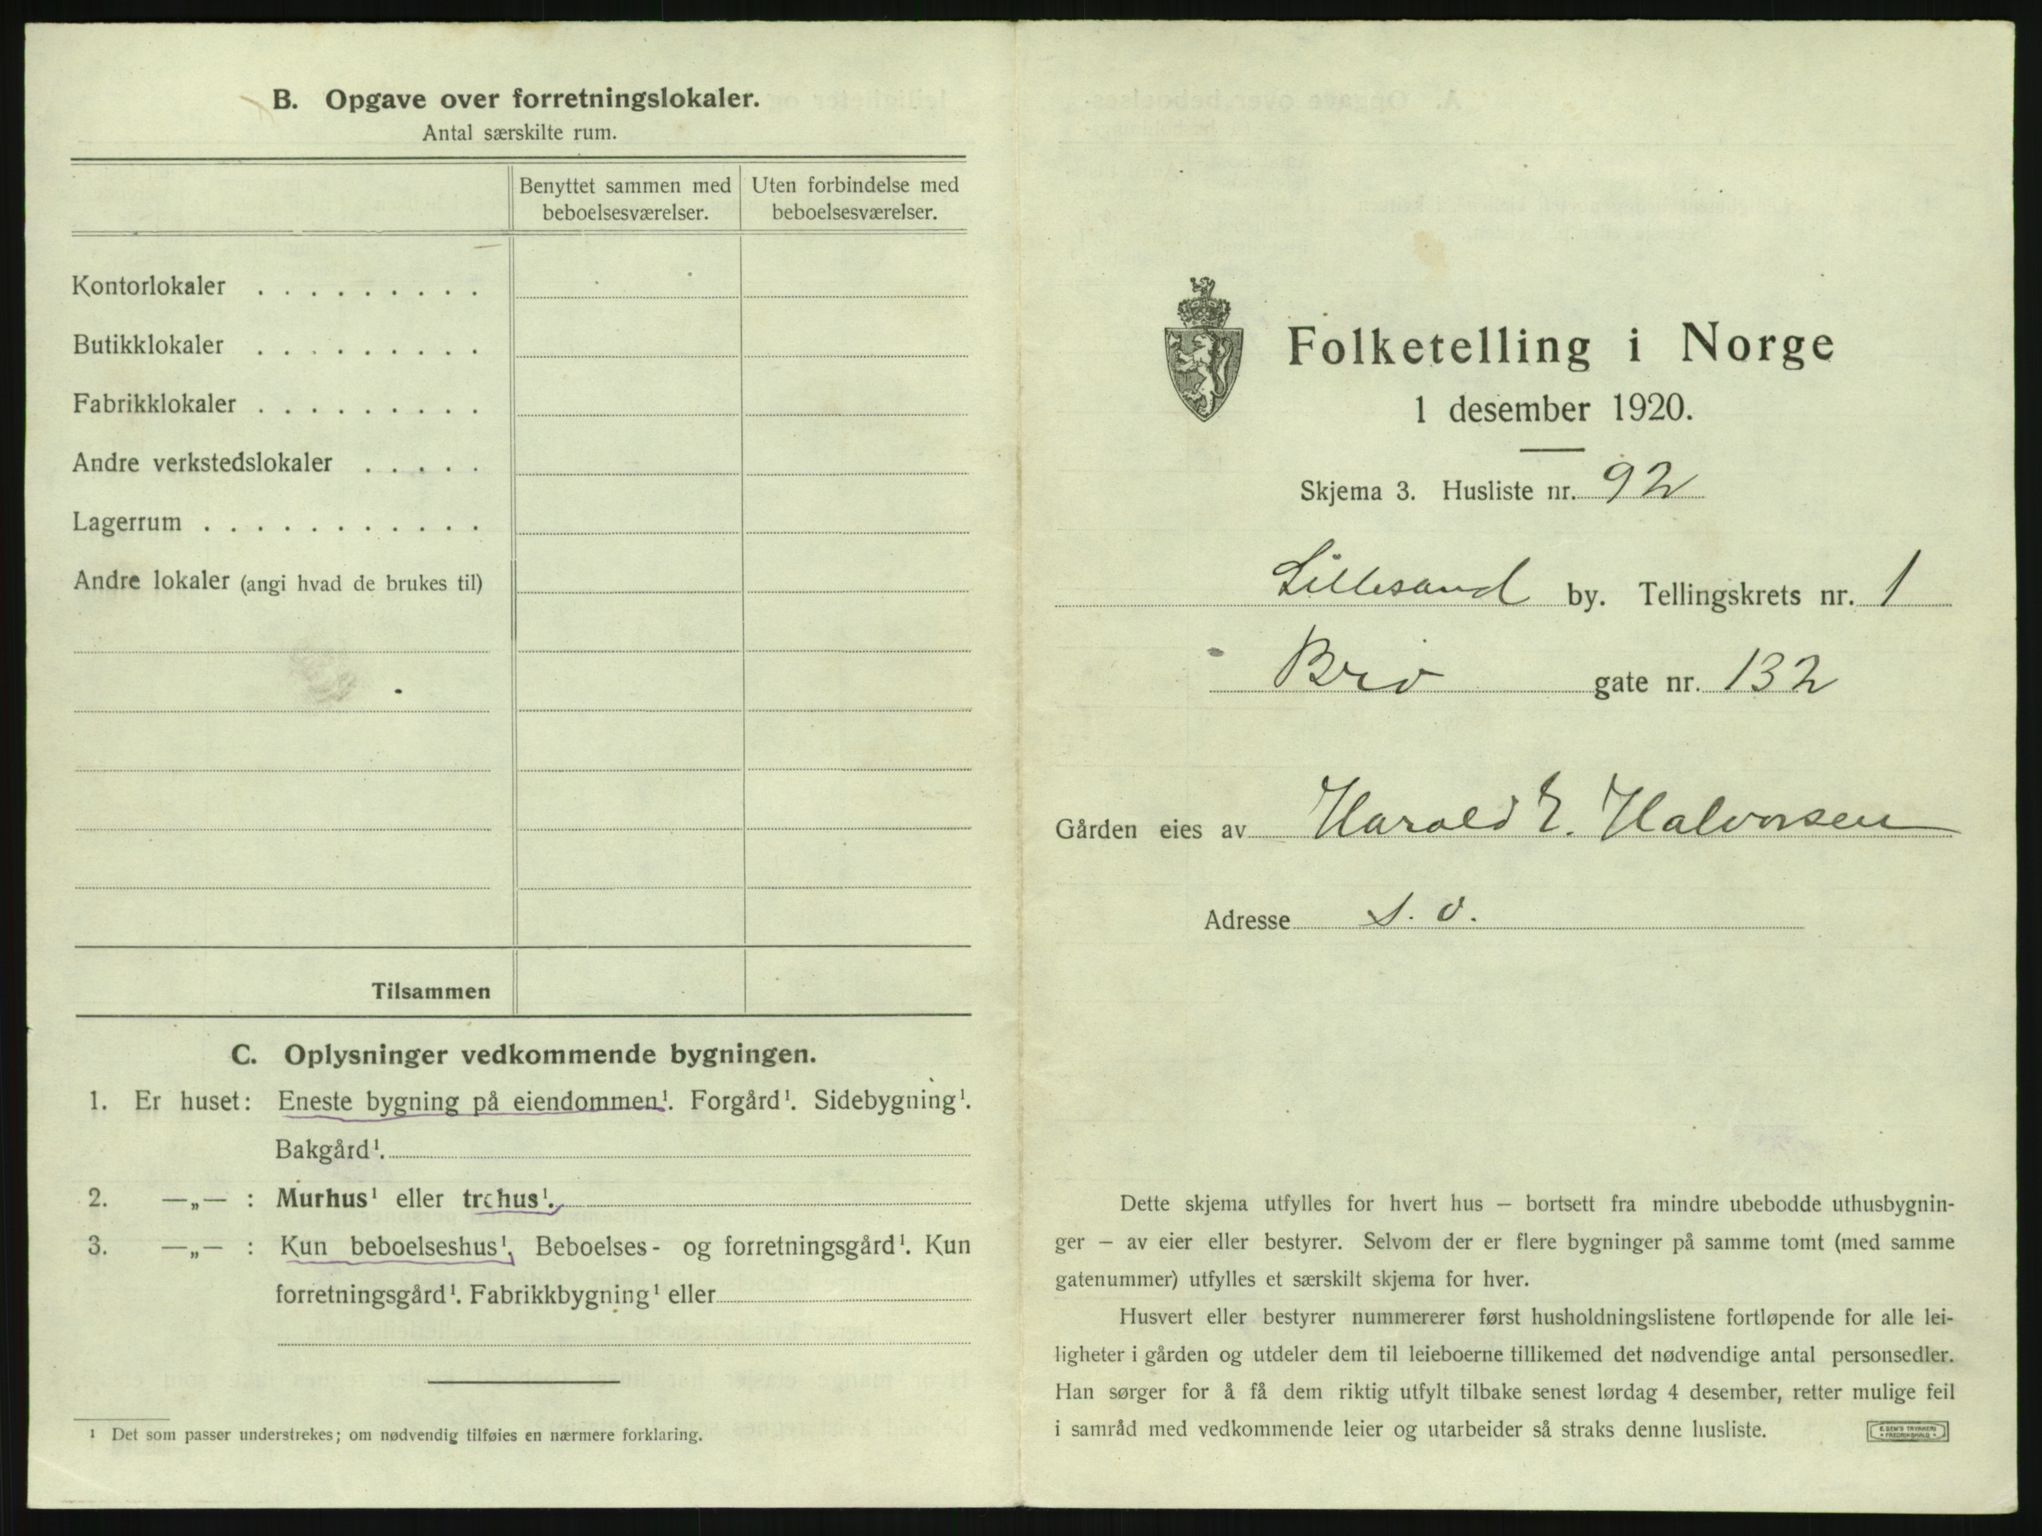 B. Opgave over forretningslokaler.
Antal særskilte rum.
Benyttet sammen med beboelsesværelser.
Uten forbindelse med beboelsesværelser.
Kontorlokaler . . . . . . . . .
Butikklokaler . . . . . . . . .
Fabrikklokaler . . . . . . . . .
Andre verkstedslokaler . . . . .
Lagerrum . . . . . . . . . . .
Andre lokaler (angi hvad de brukes til)
Tilsammen
C. Oplysninger vedkommende bygningen.
1. Er huset: Eneste bygning på eiendommen¹. Forgård¹. Sidebygning¹.
Bakgård¹.
2. —„— : Murhus¹ eller trehus¹.
3. —„— : Kun beboelseshus¹, Beboelses- og forretningsgård¹. Kun
forretningsgård¹. Fabrikkbygning¹ eller
¹ Det som passer understrekes; om nødvendig tilføies en nærmere forklaring.
Folketelling i Norge
1 desember 1920.
Skjema 3. Husliste nr. 92
Lillesand by. Tellingskrets nr. 1
Brø gate nr. 132
Gården eies av Harold E. Halvorsen
Adresse s. o.
Dette skjema utfylles for hvert hus — bortsett fra mindre ubebodde uthusbygnin-
ger — av eier eller bestyrer. Selvom der er flere bygninger på samme tomt (med samme
gatenummer) utfylles et særskilt skjema for hver.
Husvert eller bestyrer nummererer først husholdningslistene fortløpende for alle lei-
ligheter i gården og utdeler dem til leieboerne tillikemed det nødvendige antal personsedler.
Han sørger for å få dem riktig utfylt tilbake senest lørdag 4 desember, retter mulige feil
i samråd med vedkommende leier og utarbeider så straks denne husliste.